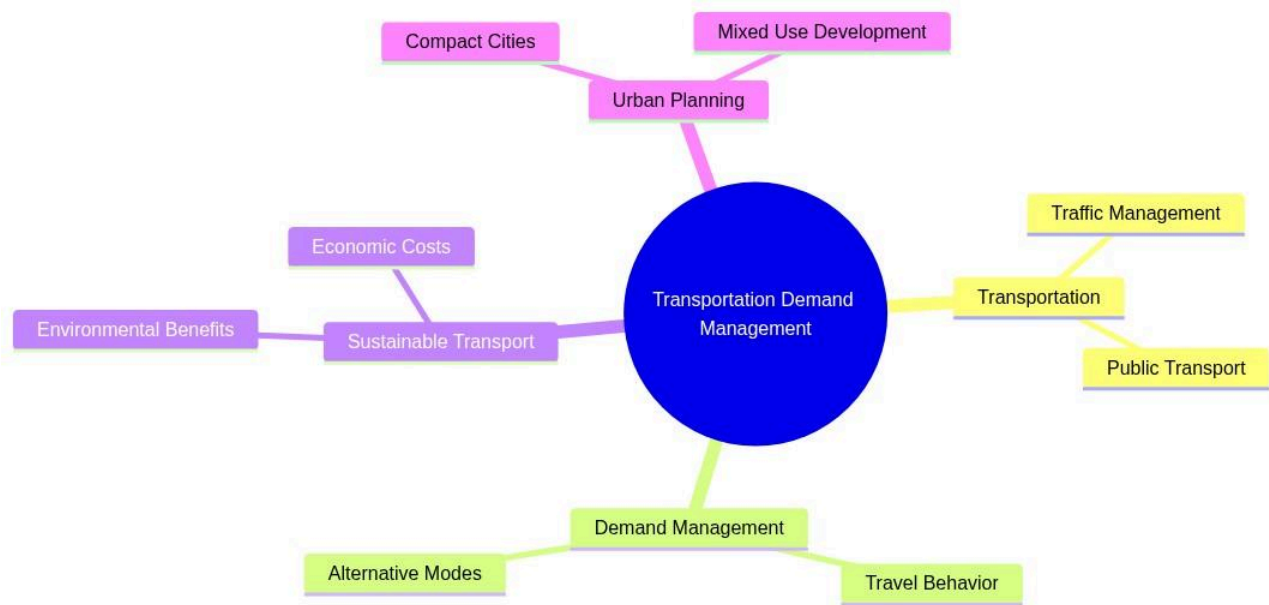 Mixed Use Development
Compact Cities
Urban Planning
Traffic Management
Economic Costs
Transportation
Transportation Demand
Management
Environmental Benefits
Sustainable Transport
Public Transport
Demand Management
Alternative Modes
Travel Behavior